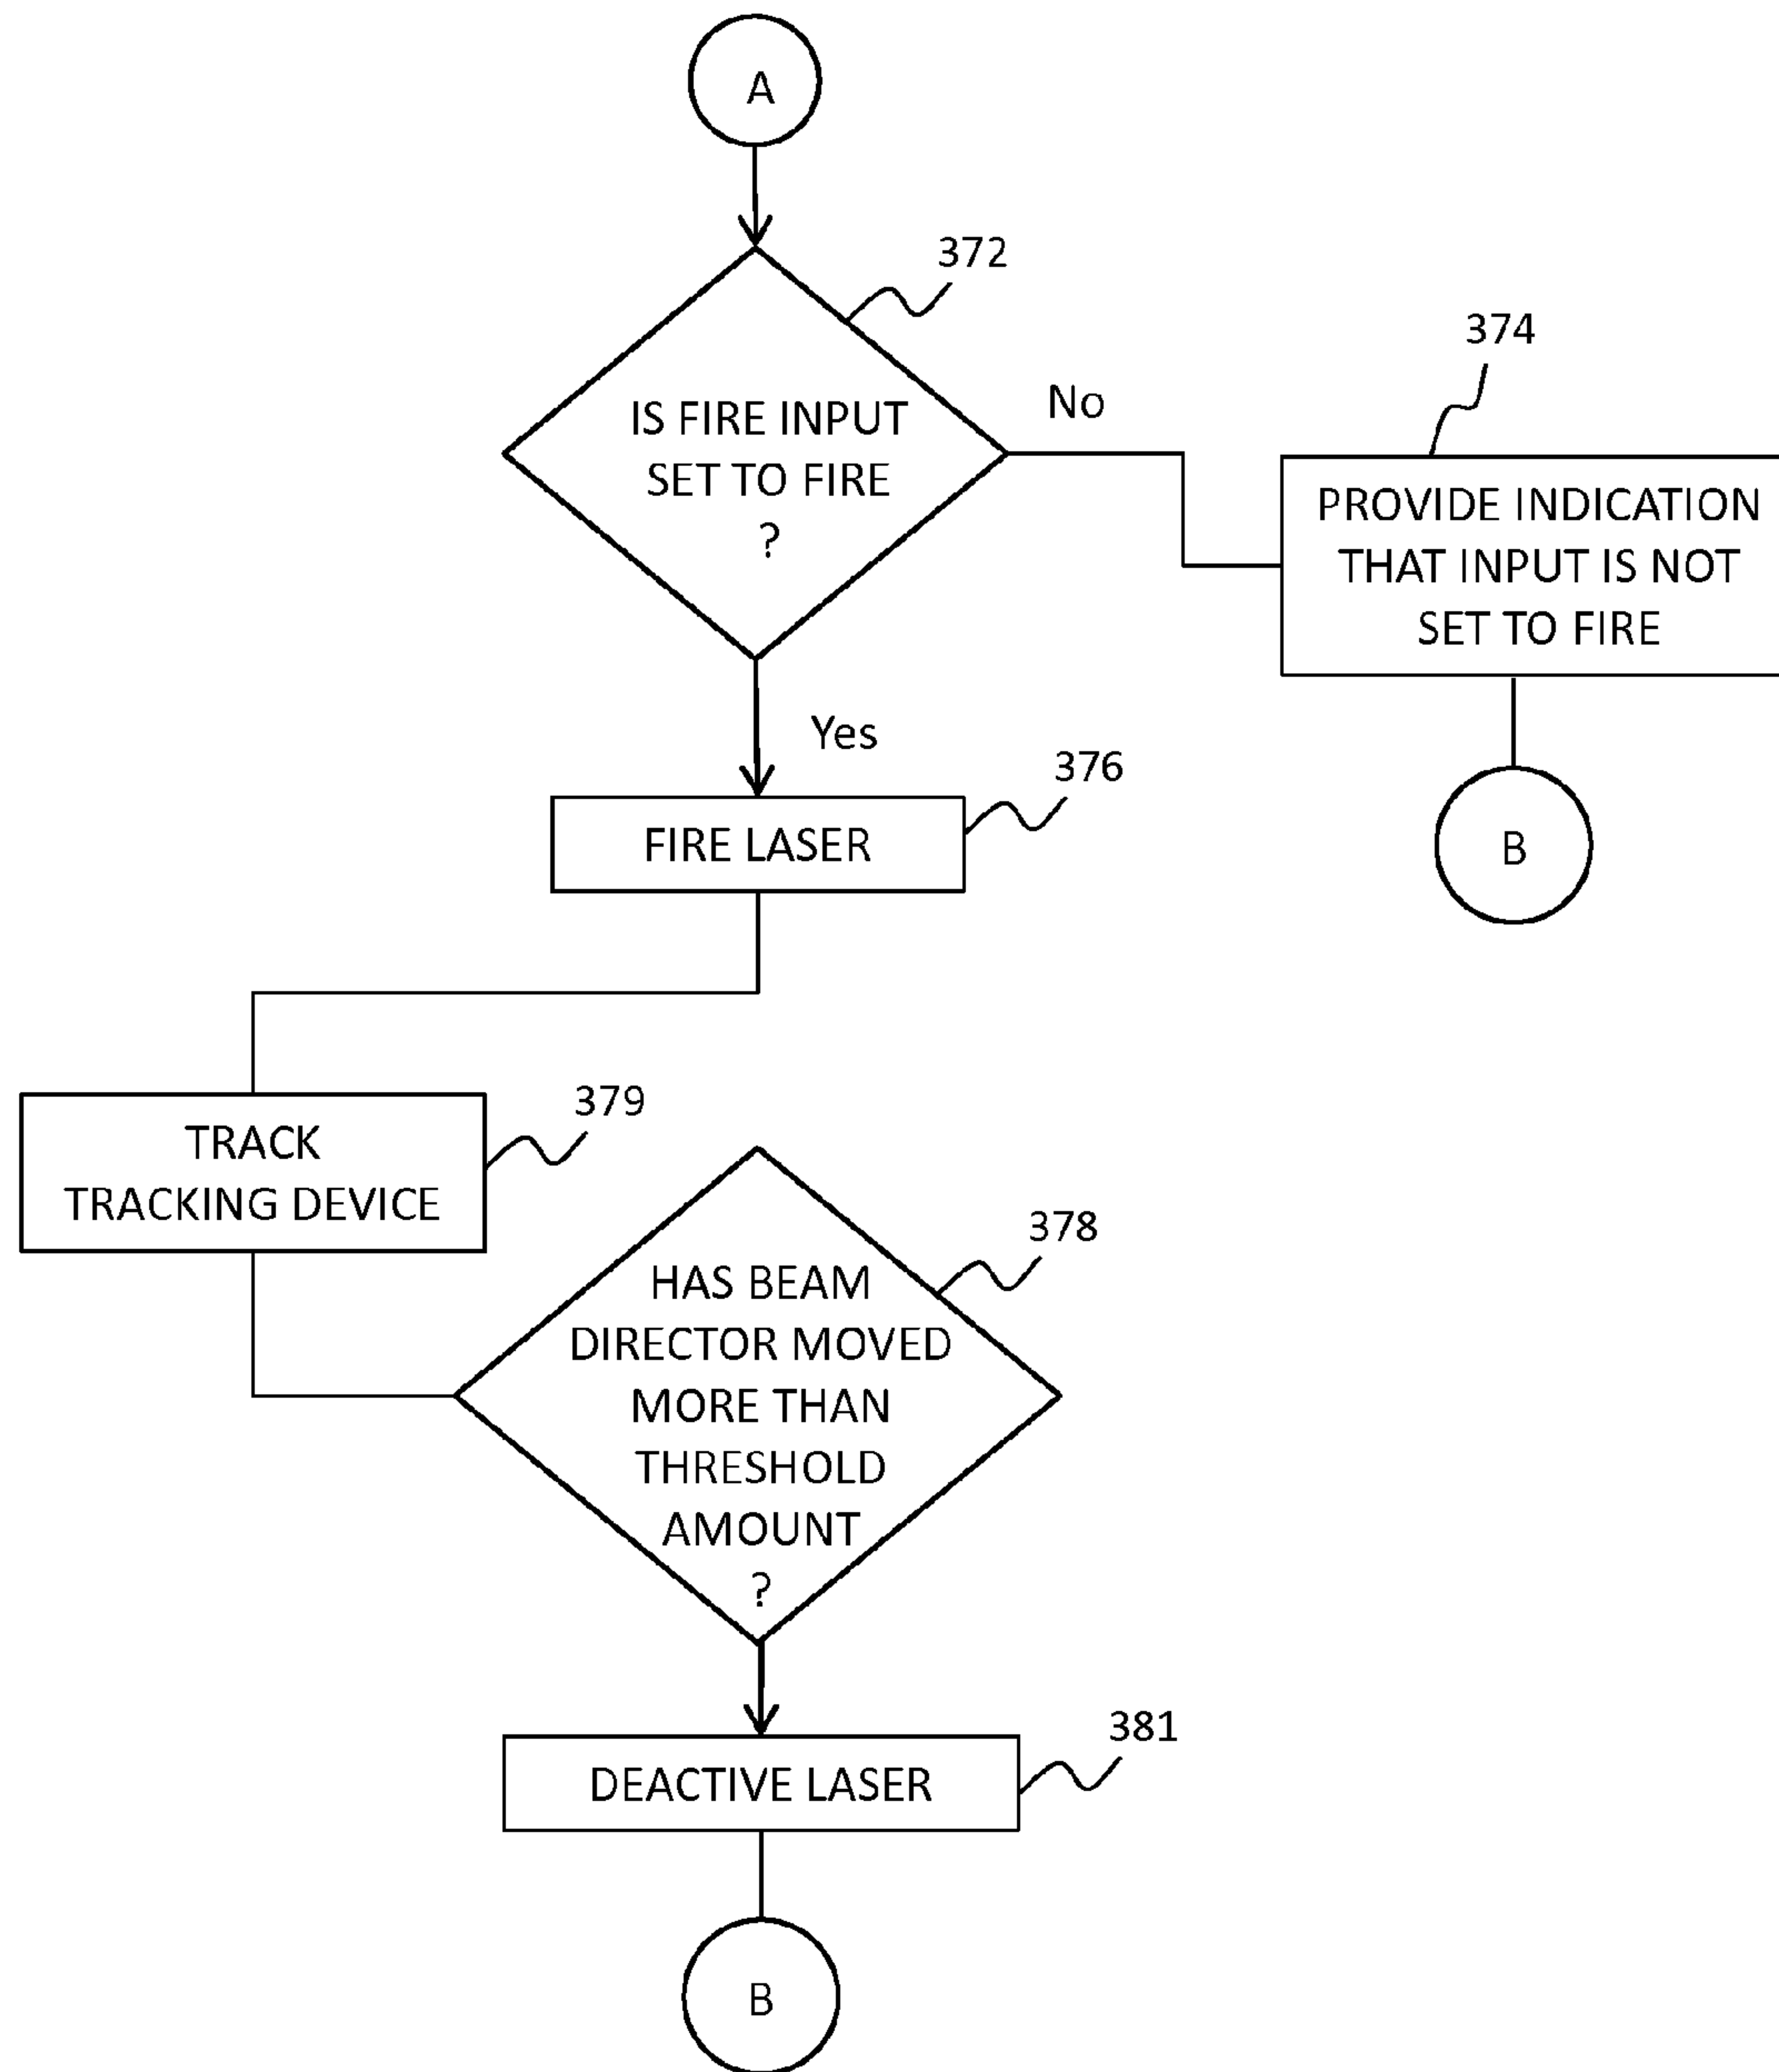 A
372
IS FIRE INPUT
SET TO FIRE
?
No
374
PROVIDE INDICATION
THAT INPUT IS NOT
SET TO FIRE
Yes
376
FIRE LASER
B
379
TRACK
TRACKING DEVICE
378
HAS BEAM
DIRECTOR MOVED
MORE THAN
THRESHOLD
AMOUNT
?
381
DEACTIVE LASER
B